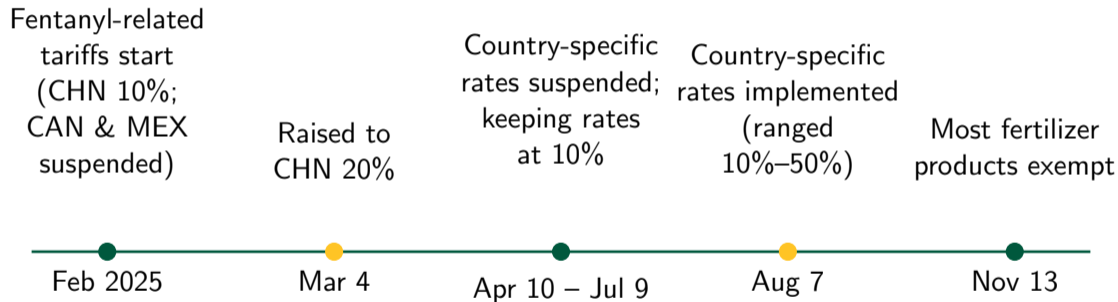 Fentanyl-related
tariffs start
(CHN 10%;
CAN & MEX
suspended)
Feb 2025
Raised to
CHN 20%
Mar 4
Country-specific
rates suspended;
keeping rates
at 10%
Apr 10 – Jul 9
Country-specific
rates implemented
(ranged
10%–50%)
Aug 7
Most fertilizer
products exempt
Nov 13